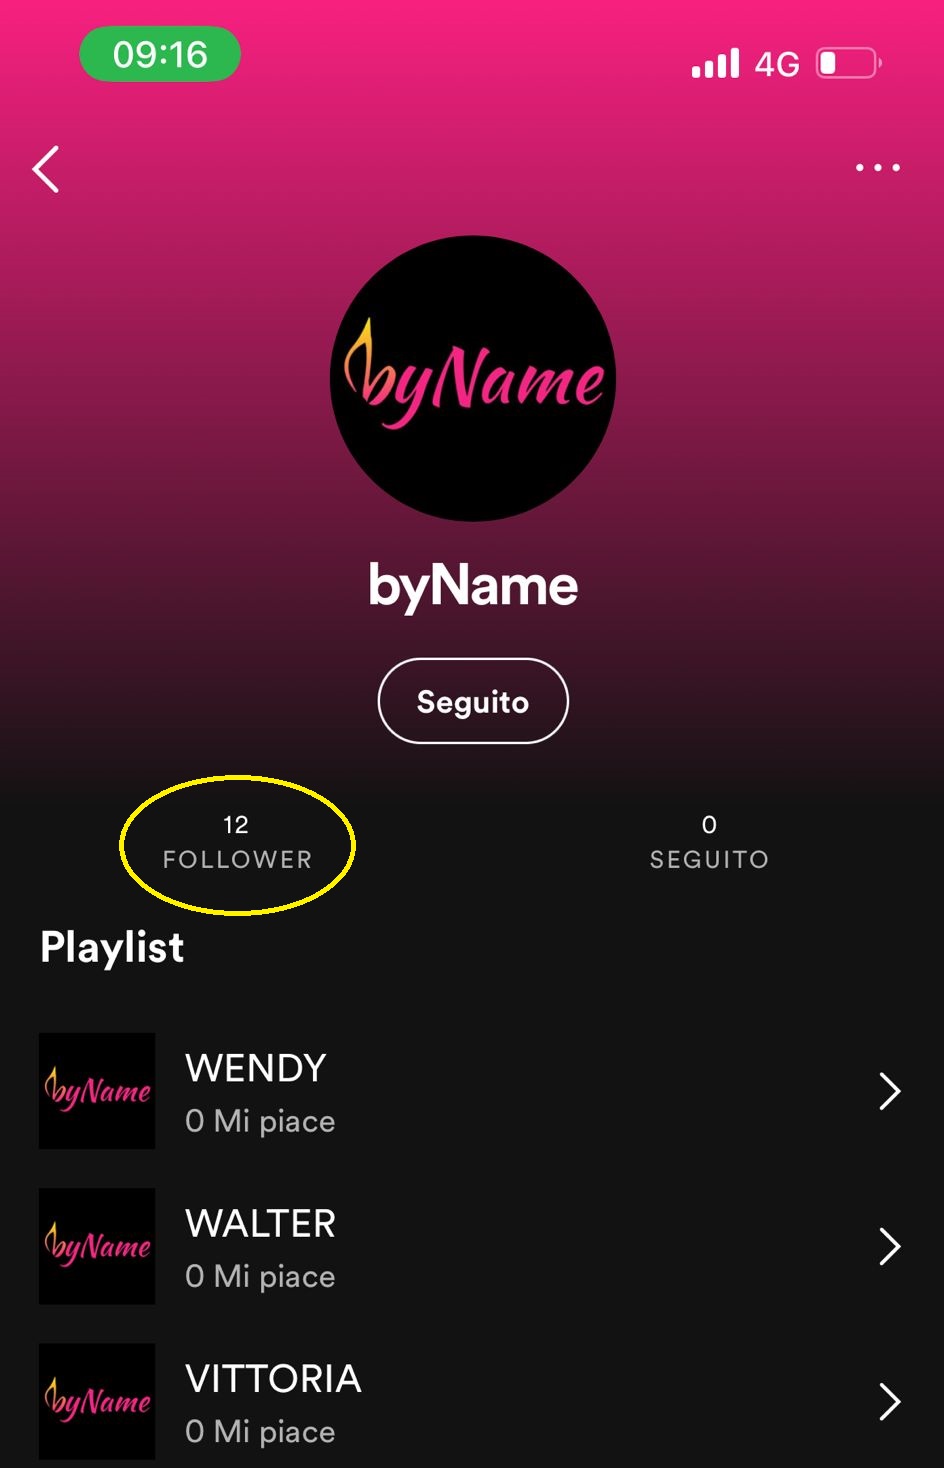 09:16
4G
byName
byName
Seguito
12
FOLLOWER
0
SEGUITO
Playlist
byName
WENDY
0 Mi piace
byName
WALTER
0 Mi piace
byName
VITTORIA
0 Mi piace